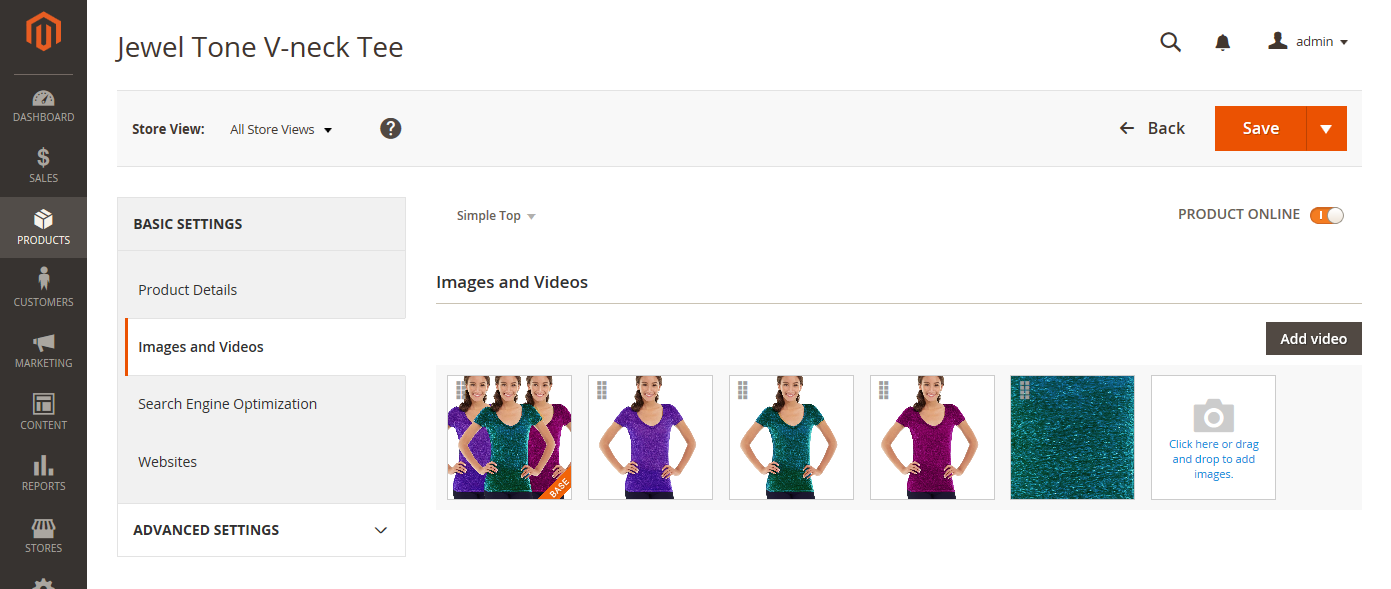 Jewel Tone V-neck Tee
admin
DASHBOARD
SALES
PRODUCTS
CUSTOMERS
MARKETING
CONTENT
REPORTS
STORES
Store View: All Store Views ?
Back
Save
BASIC SETTINGS
Product Details
Images and Videos
Search Engine Optimization
Websites
ADVANCED SETTINGS
Simple Top
PRODUCT ONLINE
Images and Videos
Add video
BASE
Click here or drag
and drop to add
images.